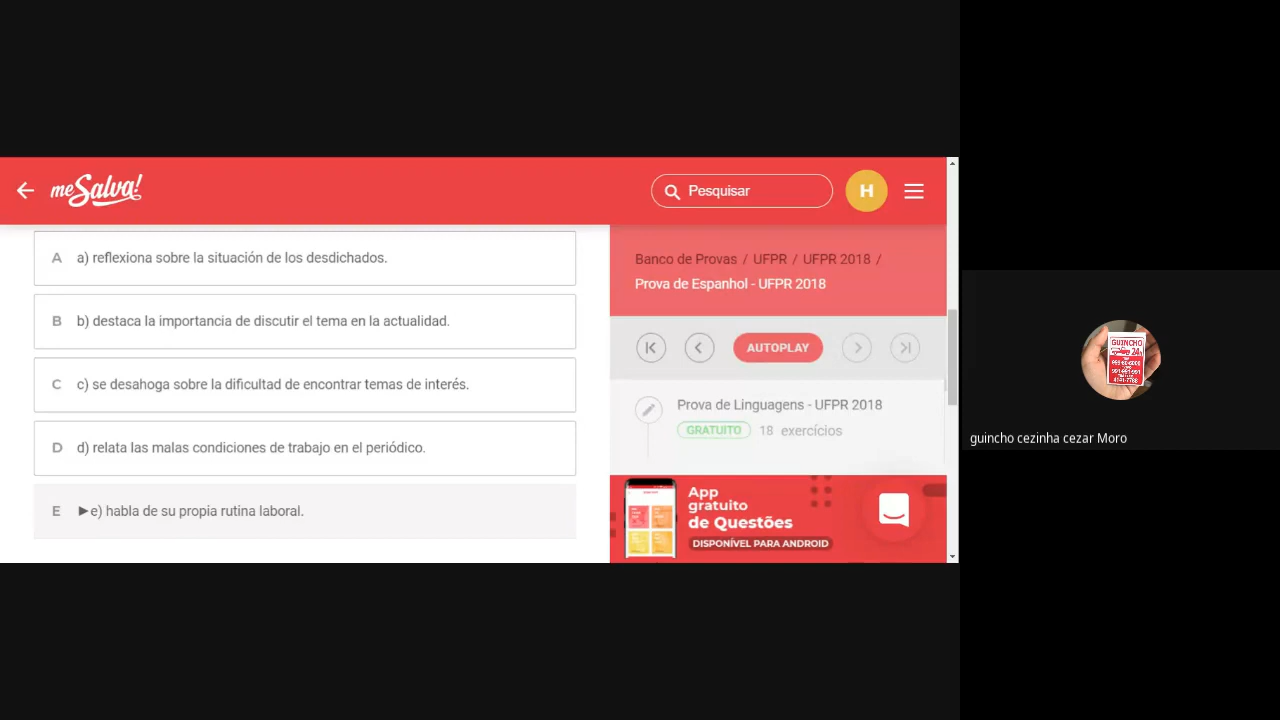 me Salva!
Pesquisar
H
A a) reflexiona sobre la situación de los desdichados.
B b) destaca la importancia de discutir el tema en la actualidad.
C c) se desahoga sobre la dificultad de encontrar temas de interés.
D d) relata las malas condiciones de trabajo en el periódico.
E ►e) habla de su propia rutina laboral.
Banco de Provas / UFPR / UFPR 2018 /
Prova de Espanhol - UFPR 2018
AUTOPLAY
Prova de Linguagens - UFPR 2018
GRATUITO 18 exercícios
App
gratuito
de Questões
DISPONÍVEL PARA ANDROID
GUINCHO
24h
guincho cezinha cezar Moro